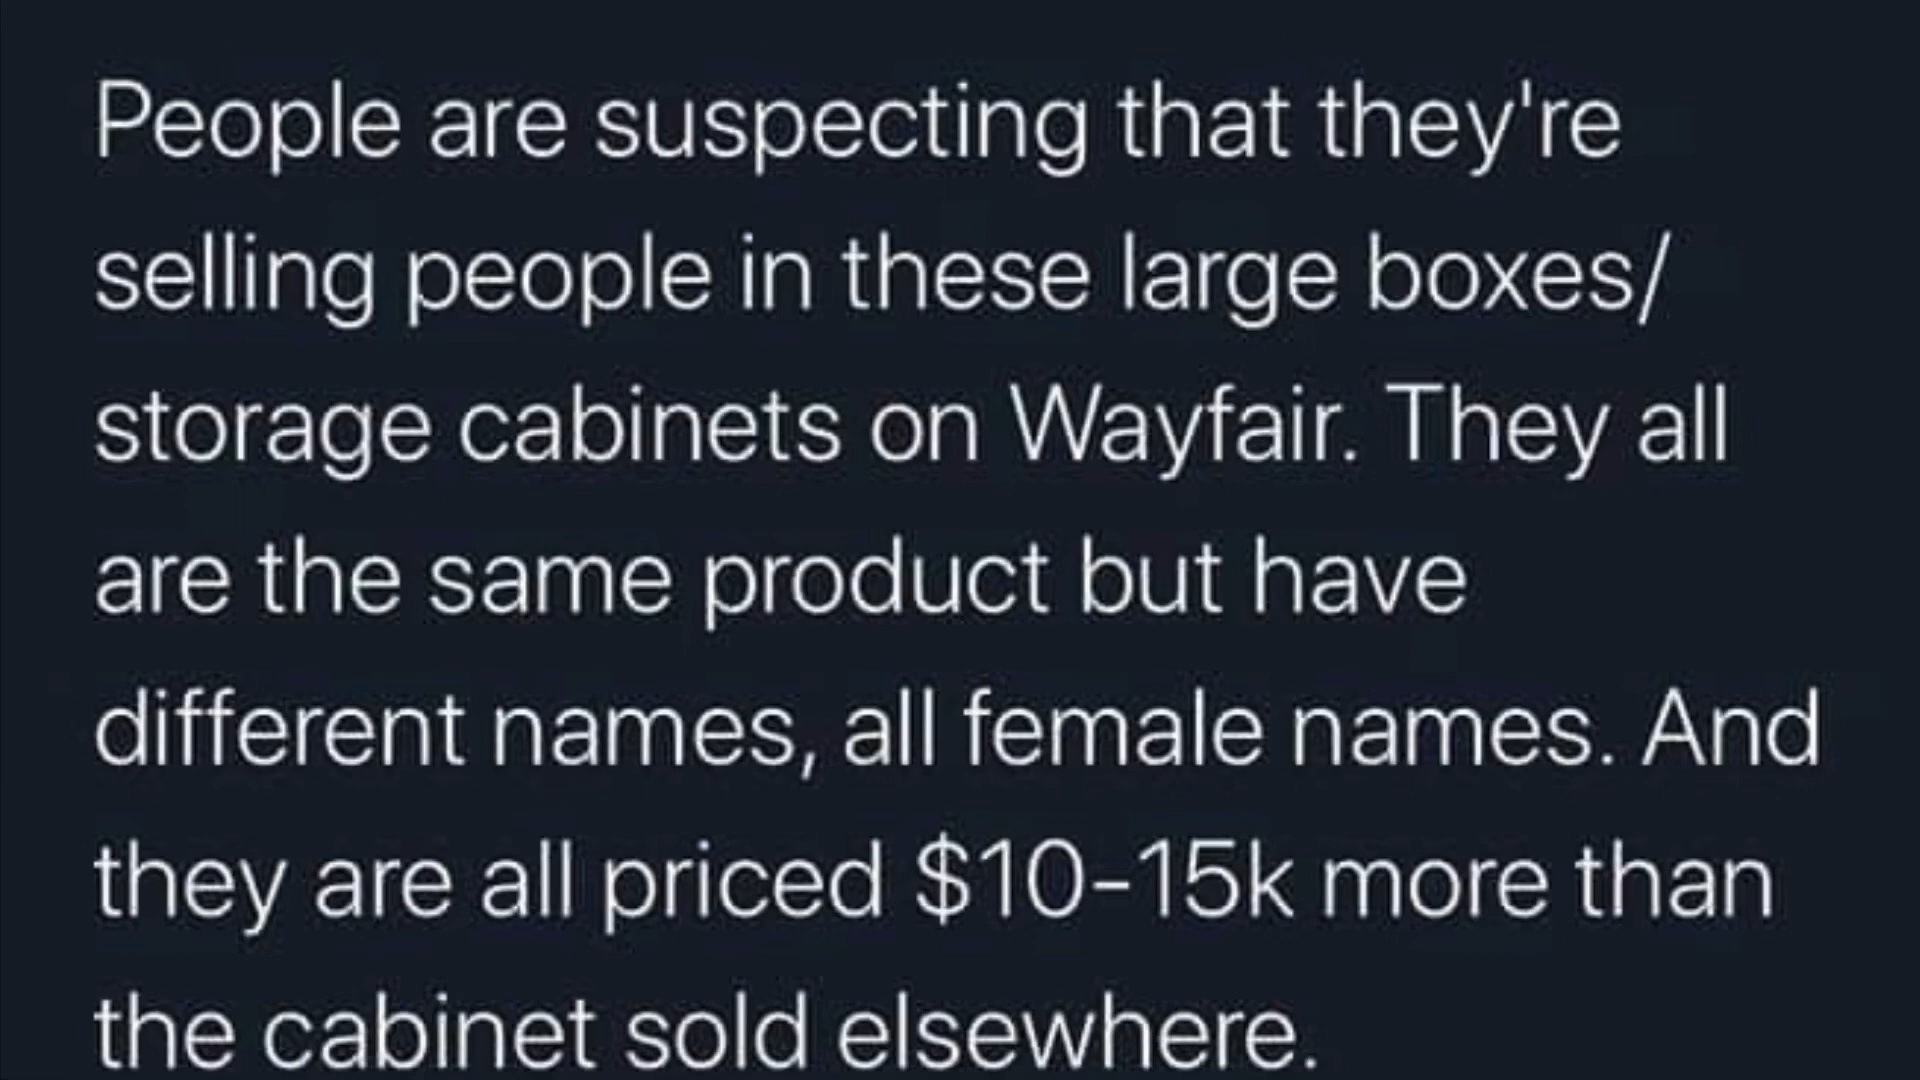 People are suspecting that they're
selling people in these large boxes/
storage cabinets on Wayfair. They all
are the same product but have
different names, all female names. And
they are all priced $10-15k more than
the cabinet sold elsewhere.